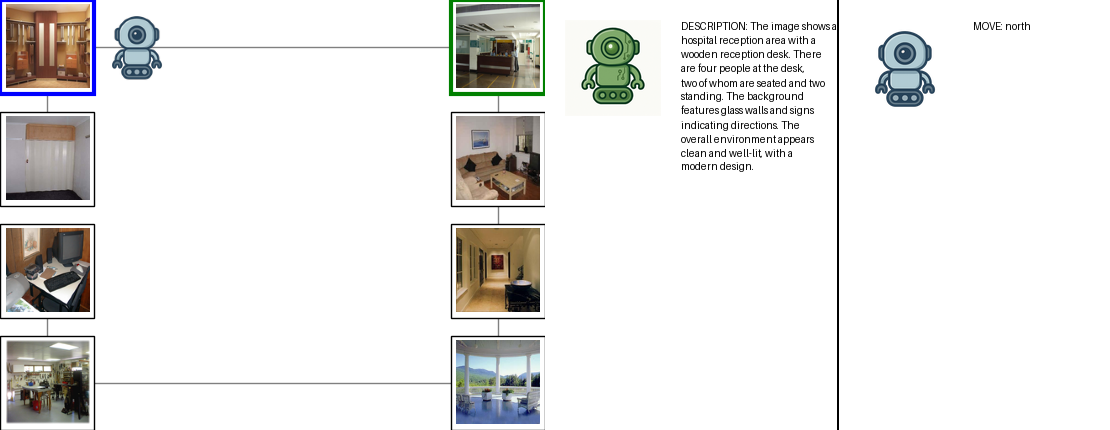 DESCRIPTION: The image shows a
hospital reception area with a
wooden reception desk. There
are four people at the desk,
two of whom are seated and two
standing. The background
features glass walls and signs
indicating directions. The
overall environment appears
clean and well-lit, with a
modern design.
MOVE: north